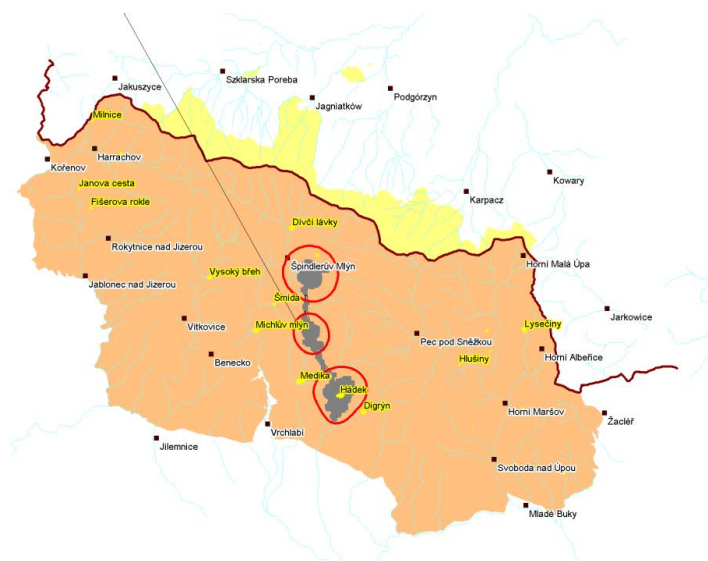 Szklarska Poreba
Jakuszyce
Podgórzyn
Jagniatków
Milnice
Harrachov
Kořenov
Kowary
Janova cesta
Karpacz
Fišerova rokle
Dívčí lávky
Rokytnice nad Jizerou
Špindlerův Mlýn
Horní Malá Úpa
Vysoký břeh
Jablonec nad Jizerou
Šmída
Jarkowice
Vítkovice
Michlův mlýn
Lysečiny
Pec pod Sněžkou
Benecko
Hlušiny
Horní Albeřice
Medika
Hádek
Digrýn
Horní Maršov
Žacléř
Vrchlabí
Jilemnice
Svoboda nad Úpou
Mladé Buky